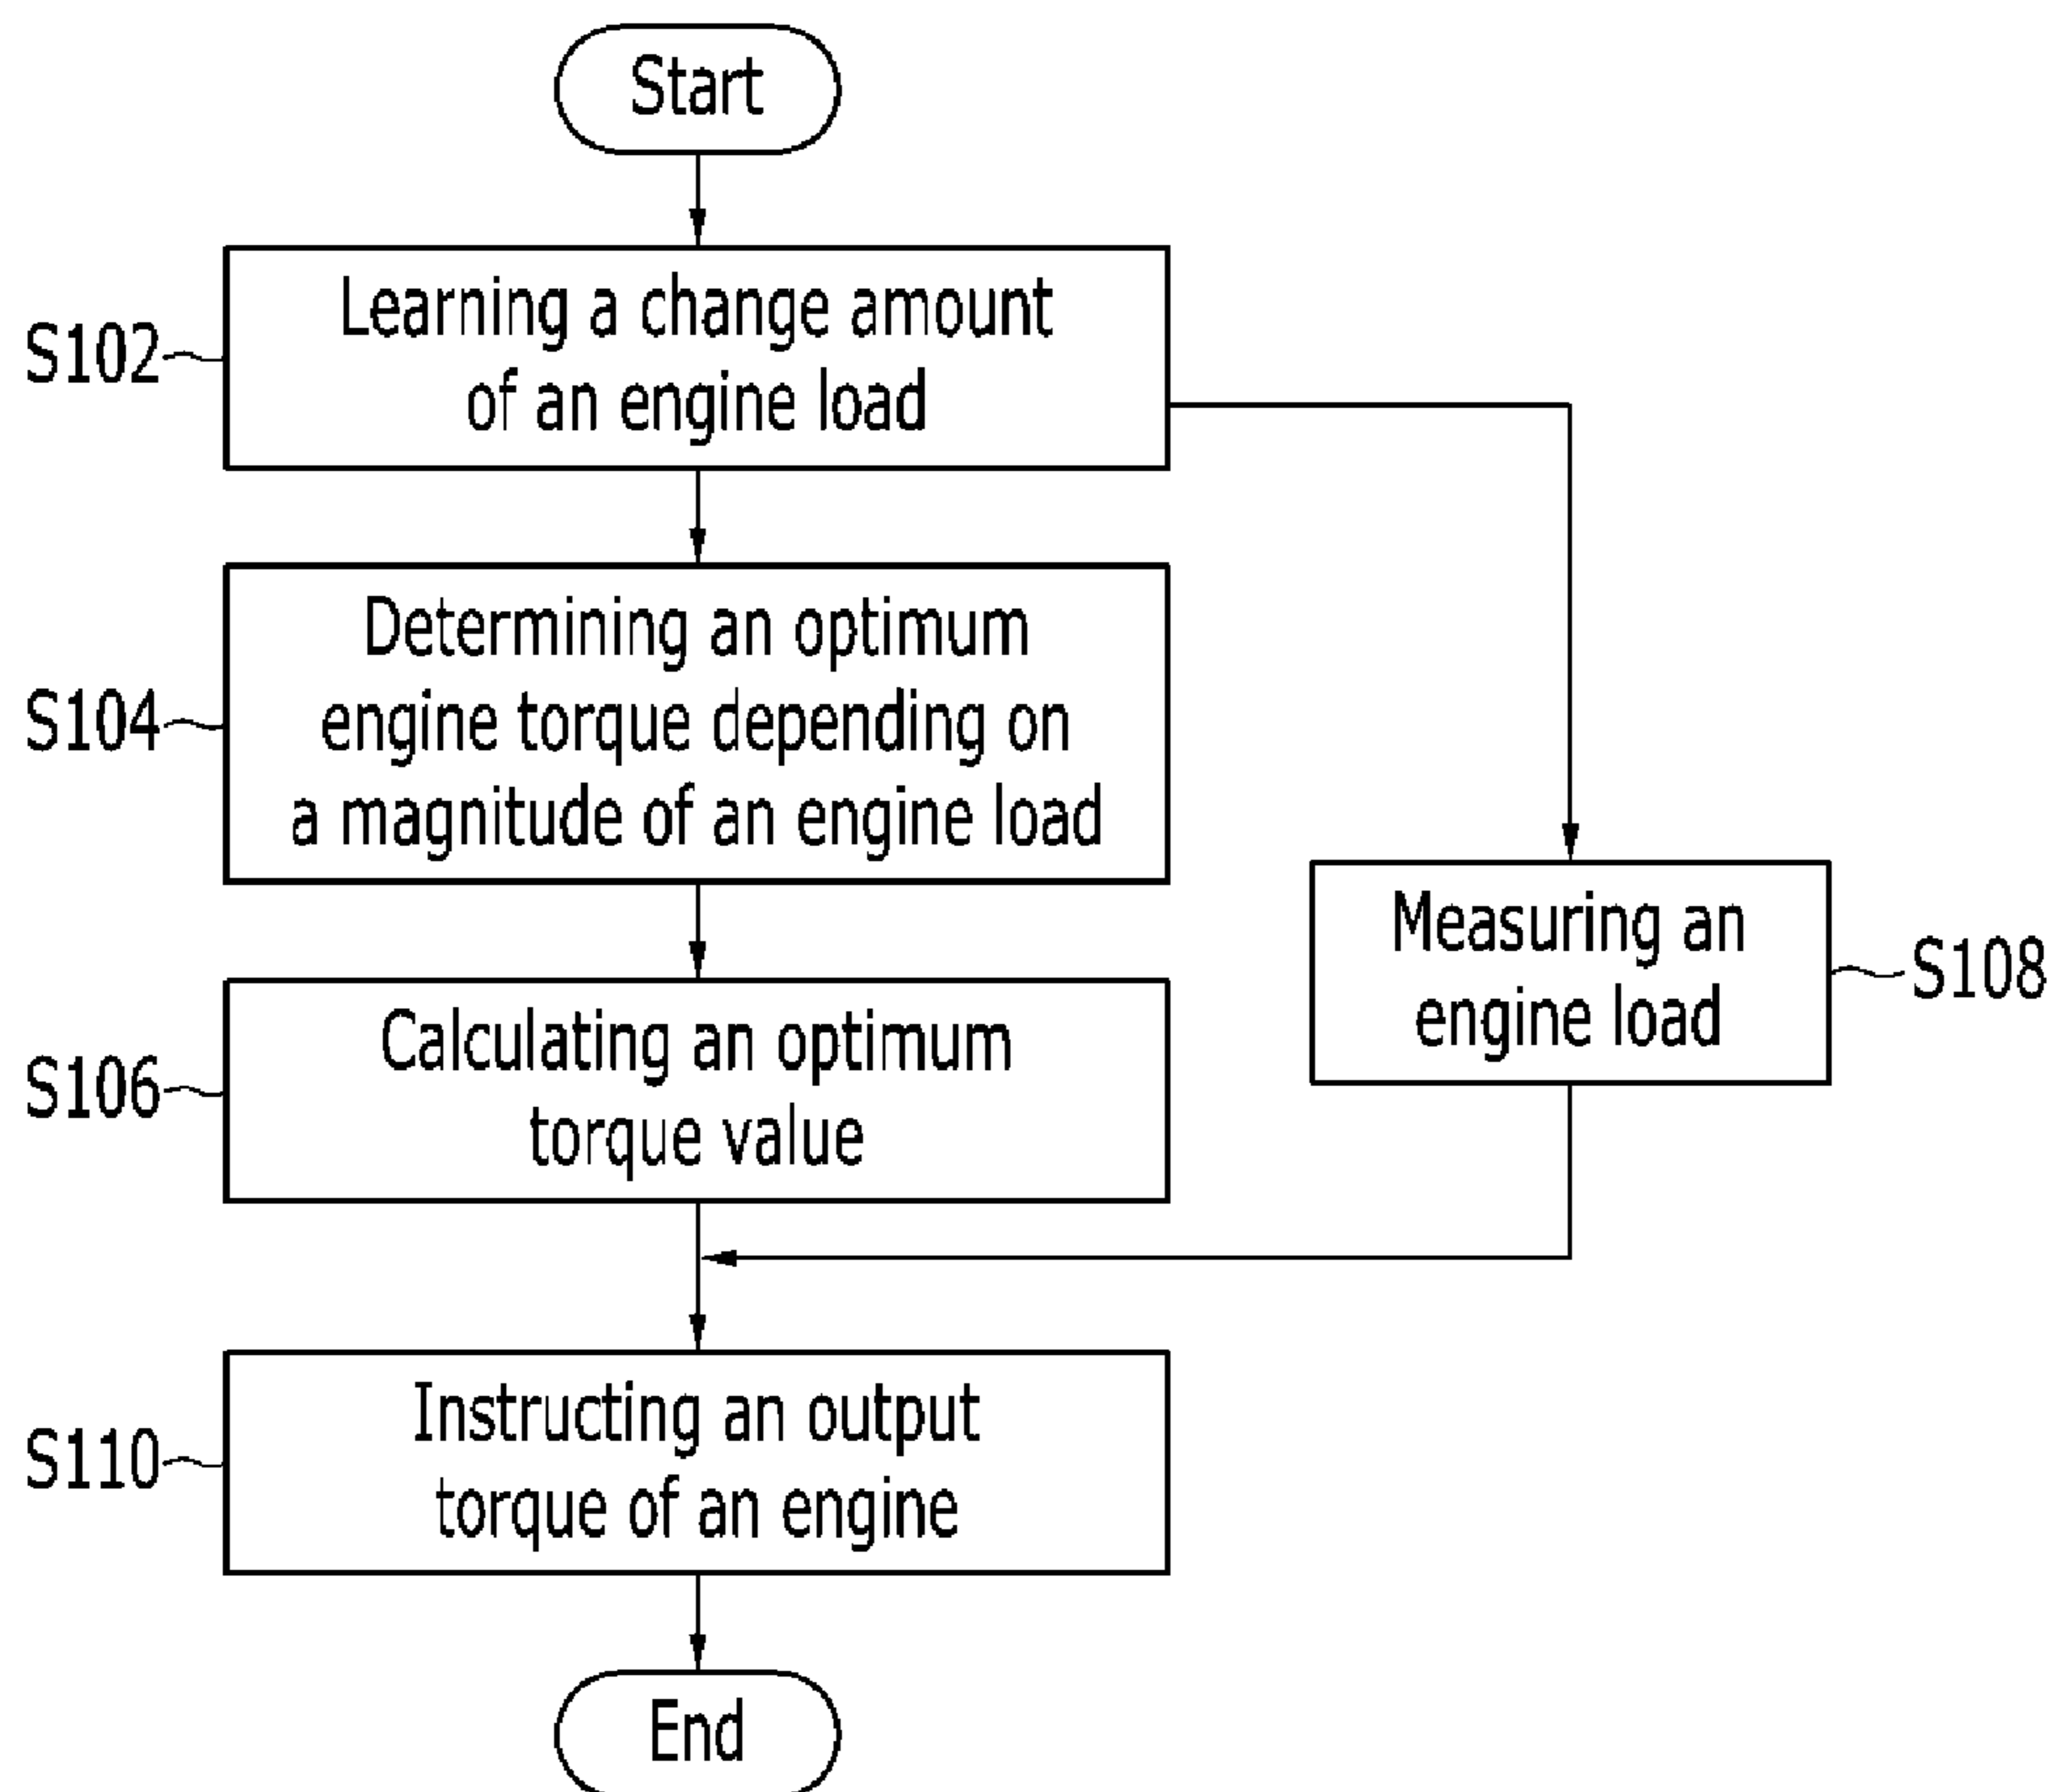 Start
S102
Learning a change amount
of an engine load
S104
Determining an optimum
engine torque depending on
a magnitude of an engine load
S106
Calculating an optimum
torque value
Measuring an
engine load
S108
S110
Instructing an output
torque of an engine
End